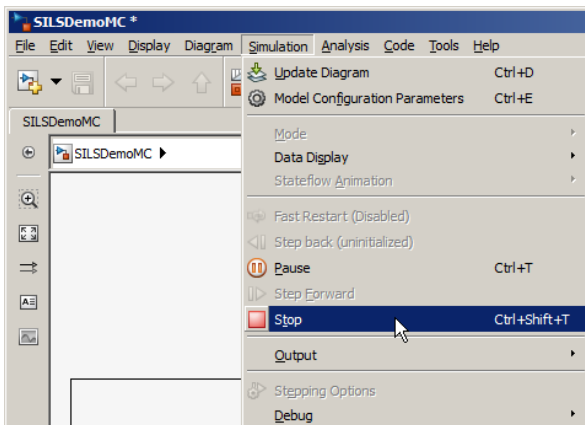 SILSDemoMC *
File Edit View Display Diagram Simulation Analysis Code Tools Help
Update Diagram Ctrl+D
Model Configuration Parameters Ctrl+E
SILSDemoMC
Mode
SILSDemoMC
Data Display
Stateflow Animation
Fast Restart (Disabled)
Step back (uninitialized)
Pause Ctrl+T
Step Forward
Stop Ctrl+Shift+T
Output
Stepping Options
Debug